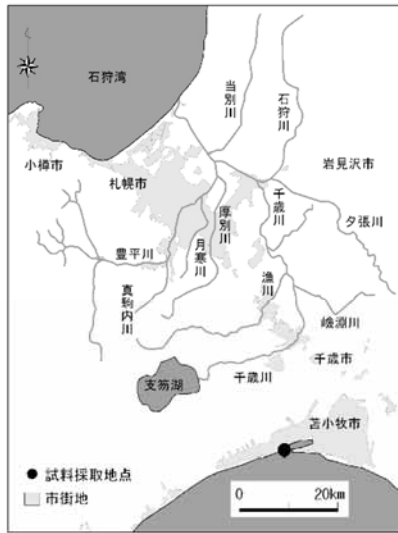 石狩湾
当別川
石狩川
小樽市
札幌市
岩見沢市
千歳川
夕張川
厚別川
月寒川
豊平川
真駒内川
漁川
嶮淵川
千歳市
支笏湖
千歳川
苫小牧市
試料採取地点
市街地
0 20km